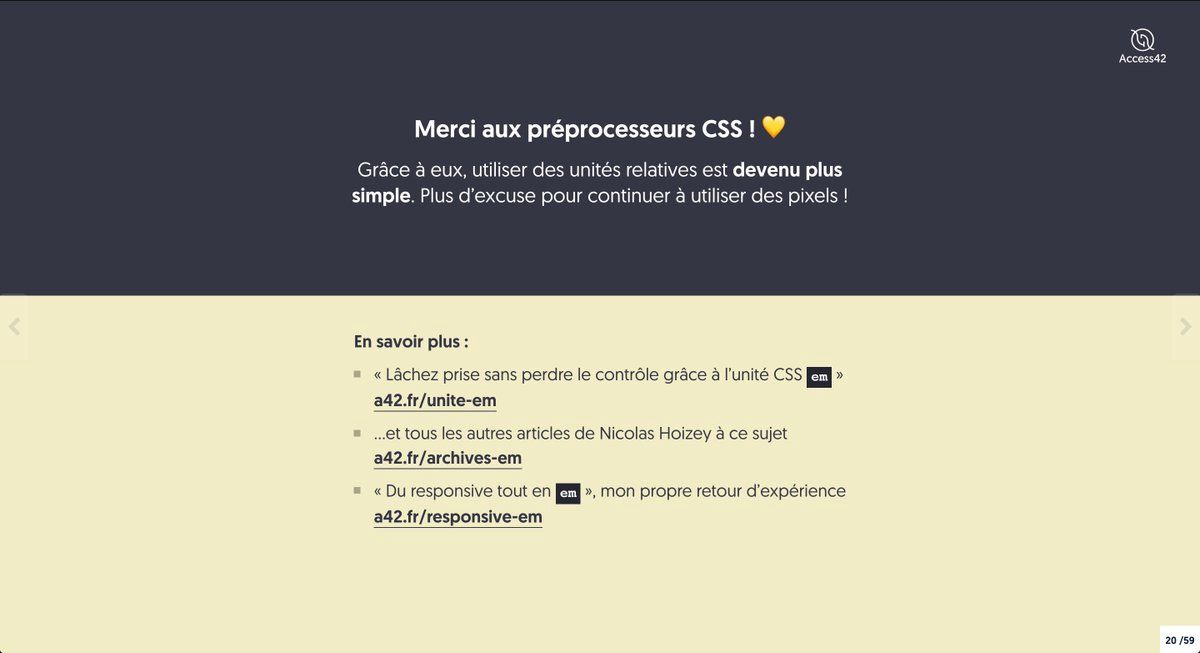 Access42
Merci aux préprocesseurs CSS ! 💛
Grâce à eux, utiliser des unités relatives est devenu plus
simple. Plus d’excuse pour continuer à utiliser des pixels !
En savoir plus :
« Lâchez prise sans perdre le contrôle grâce à l’unité CSS em »
a42.fr/unite-em
…et tous les autres articles de Nicolas Hoizey à ce sujet
a42.fr/archives-em
« Du responsive tout en em », mon propre retour d’expérience
a42.fr/responsive-em
20 /59